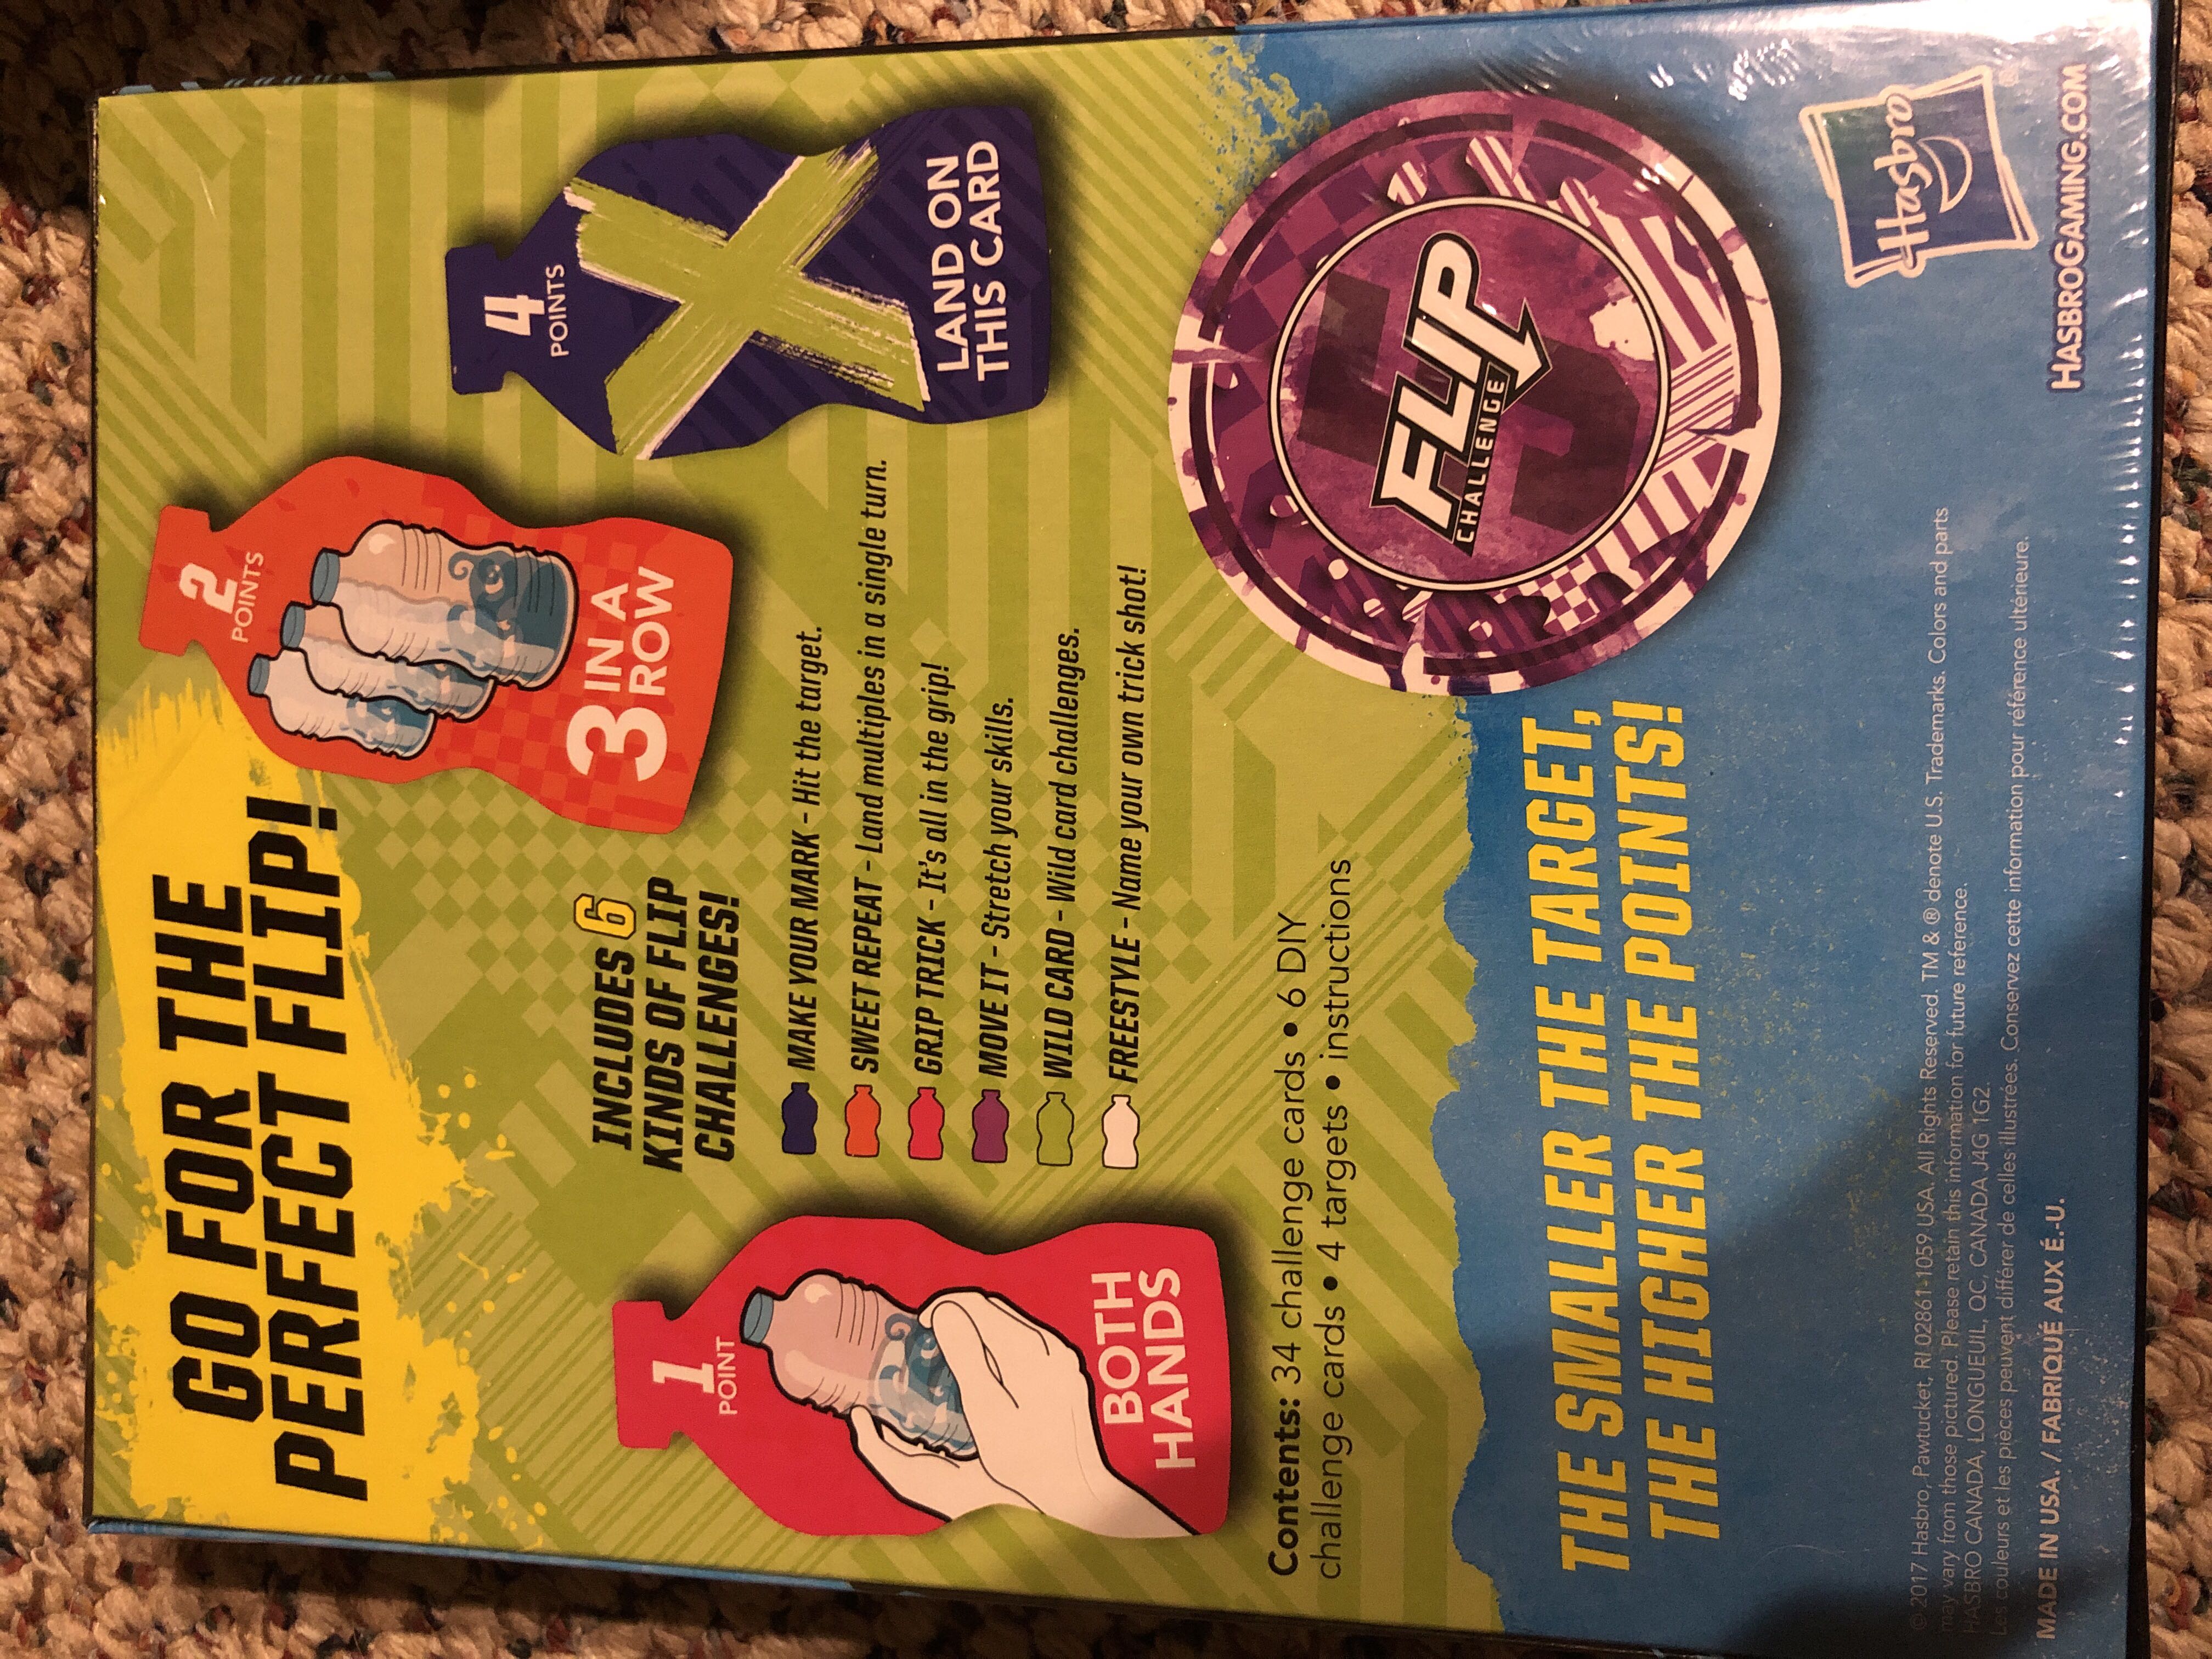 GO FOR THE
PERFECT FLIP!
2
POINTS
3 IN A
ROW
4
POINTS
LAND ON
THIS CARD
INCLUDES 6
KINDS OF FLIP
CHALLENGES!
MAKE YOUR MARK – Hit the target.
SWEET REPEAT – Land multiples in a single turn.
GRIP TRICK – It's all in the grip!
MOVE IT – Stretch your skills.
WILD CARD – Wild card challenges.
FREESTYLE – Name your own trick shot!
1
POINT
BOTH
HANDS
Contents: 34 challenge cards • 6 DIY
challenge cards • 4 targets • instructions
5
FLIP
CHALLENGE
THE SMALLER THE TARGET,
THE HIGHER THE POINTS!
© 2017 Hasbro, Pawtucket, RI 02861-1059 USA. All Rights Reserved. TM & ® denote U.S. Trademarks. Colors and parts
may vary from those pictured. Please retain this information for future reference.
HASBRO CANADA, LONGUEUIL, QC, CANADA J4G 1G2.
Les couleurs et les pièces peuvent différer de celles illustrées. Conservez cette information pour référence ultérieure.
MADE IN USA. / FABRIQUÉ AUX É.-U.
Hasbro®
HASBROGAMING.COM